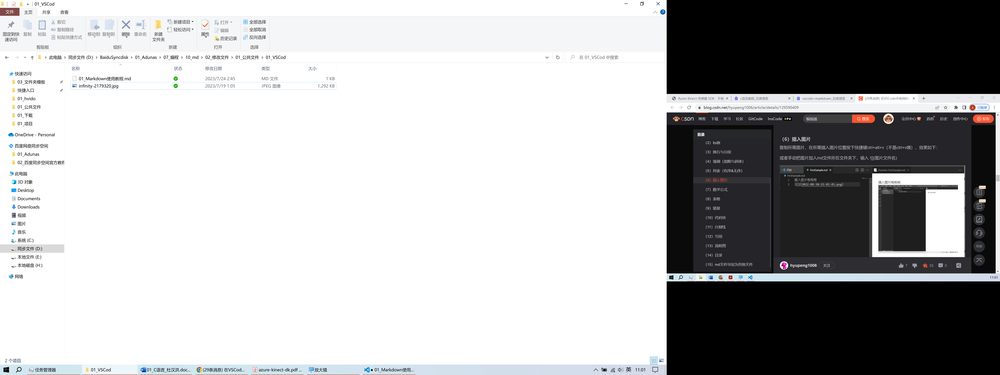 01_VSCod
文件
主页
共享
查看
固定到快
速访问
复制
粘贴
剪切
复制路径
粘贴快捷方式
剪贴板
移动到
复制到
删除
重命名
组织
新建
文件夹
新建项目
轻松访问
新建
属性
打开
编辑
历史记录
打开
全部选择
全部取消
反向选择
选择
此电脑 > 同步文件 (D:) > BaiduSyncdisk > 01_Adunas > 07_编程 > 10_md > 02_修改文件 > 01_公共文件 > 01_VSCod
在 01_VSCod 中搜索
名称 状态 修改日期 类型 大小
01_Markdown使用教程.md 2023/7/24 2:45 MD 文件 1 KB
infinity-2179320.jpg 2023/7/19 1:05 JPEG 图像 1,292 KB
快速访问
03_文件夹模板
快捷入口
01_hvido
01_公共文件
01_下载
01_项目
OneDrive - Personal
百度网盘同步空间
01_Adunas
02_百度同步空间官方教程
此电脑
3D 对象
Desktop
Documents
Downloads
视频
图片
音乐
系统 (C:)
同步文件 (D:)
本地文件 (E:)
本地磁盘 (H:)
网络
2 个项目
任务管理器
01_VSCod
01_C语言_杜汉洪.doc...
(29条消息) 在VSCod...
azure-kinect-dk.pdf ...
放大镜
● 01_Markdown使用...
英
11:01
Azure Kinect 传感器 SDK：手柄
c语言教程_百度搜索
vscode+markdown_百度搜索
(29条消息) 在VSCode中使用Ma
blog.csdn.net/hyupeng1006/article/details/129590409
A 已暂停
CSDN 博客 下载 学习 社区 GitCode InsCode GPU
编辑器
搜索
会员中心 消息 历史 创作中心 发布
目录
（2）标题
（3）换行与分段
（4）强调（加粗与斜体）
（5）列表（有序&无序）
（6）插入图片
（7）数学公式
（8）表格
（9）链接
（10）代码块
（11）分割线
（12）引用
（13）流程图
（14）目录
（15）md文件导出为其他文件
（6）插入图片
复制所需图片，在所需插入图片位置按下快捷键ctrl+alt+v（不是ctrl+v噢），效果如下：
或者手动把图片加入md文件所在文件夹下，输入 ![](图片文件名)
开始
FirstSample.md
Preview FirstSample.md
FirstSample.md
1 插入图片啦啦啦
2 ![](2022-08-30-21-01-45.png)
插入图片啦啦啦
hyupeng1006 关注
7
33
0
Beta
Beta
举报
11:01